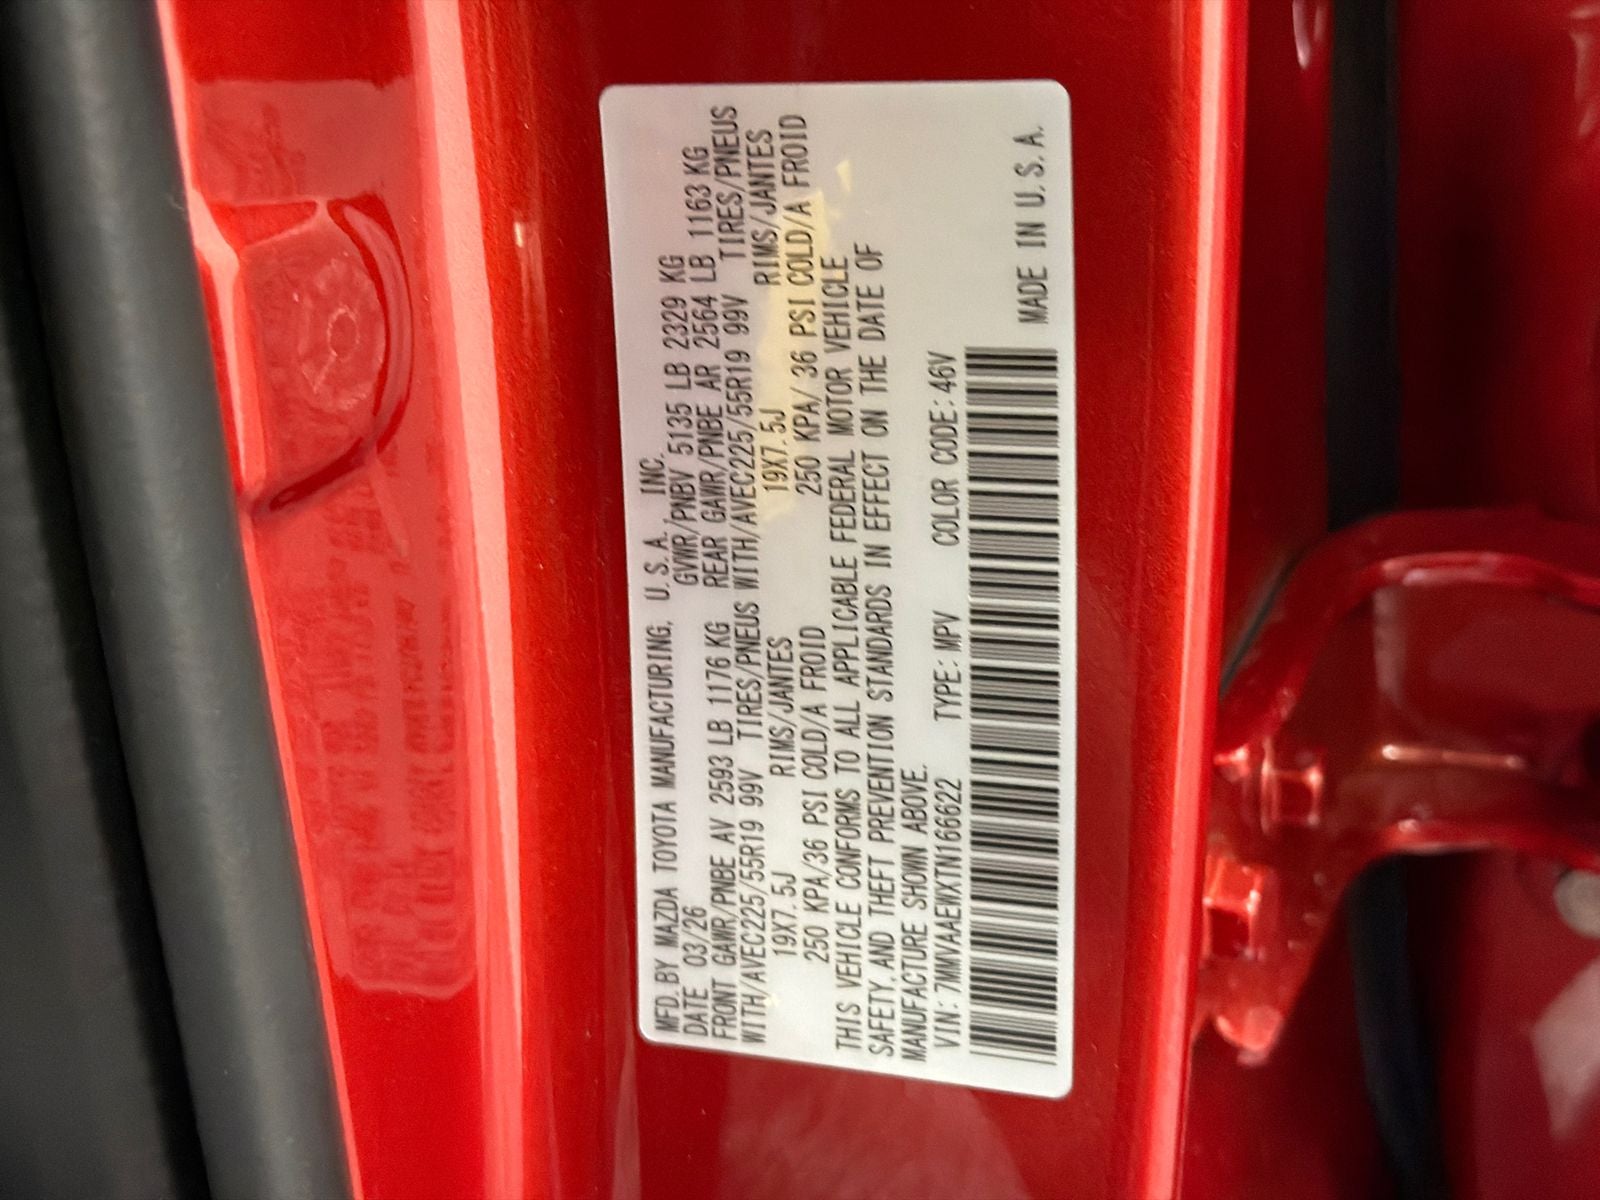 MFD. BY MAZDA TOYOTA MANUFACTURING, U.S.A. INC.
DATE 03/26 GVWR/PNBV 5135 LB 2329 KG
FRONT GAWR/PNBE AV 2593 LB 1176 KG REAR GAWR/PNBE AR 2564 LB 1163 KG
WITH/AVEC225/55R19 99V TIRES/PNEUS WITH/AVEC225/55R19 99V TIRES/PNEUS
19X7.5J RIMS/JANTES 19X7.5J RIMS/JANTES
250 KPA/36 PSI COLD/A FROID 250 KPA/ 36 PSI COLD/A FROID
THIS VEHICLE CONFORMS TO ALL APPLICABLE FEDERAL MOTOR VEHICLE
SAFETY, AND THEFT PREVENTION STANDARDS IN EFFECT ON THE DATE OF
MANUFACTURE SHOWN ABOVE.
VIN: 7MMVAAEWXTN166622 TYPE: MPV COLOR CODE: 46V
MADE IN U.S.A.